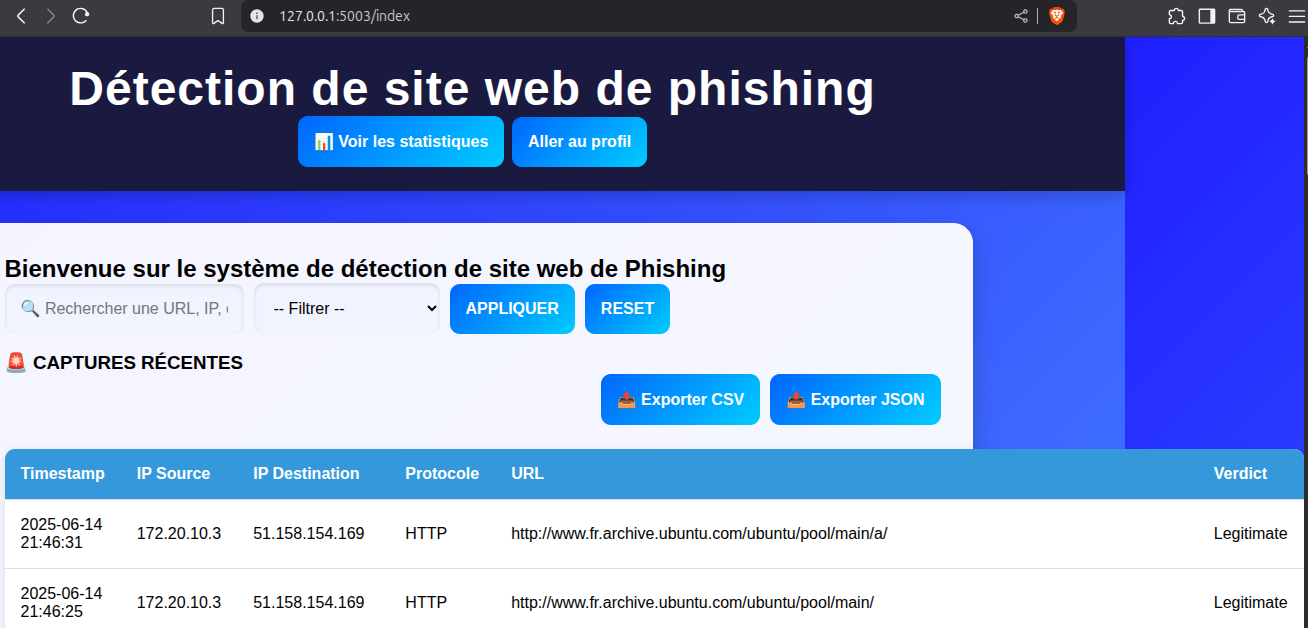 127.0.0.1:5003/index
Détection de site web de phishing
📊 Voir les statistiques Aller au profil
Bienvenue sur le système de détection de site web de Phishing
🔍 Rechercher une URL, IP, -- Filtrer -- APPLIQUER RESET
🚨 CAPTURES RÉCENTES
📤 Exporter CSV 📤 Exporter JSON
Timestamp IP Source IP Destination Protocole URL Verdict
2025-06-14 21:46:31 172.20.10.3 51.158.154.169 HTTP http://www.fr.archive.ubuntu.com/ubuntu/pool/main/a/ Legitimate
2025-06-14 21:46:25 172.20.10.3 51.158.154.169 HTTP http://www.fr.archive.ubuntu.com/ubuntu/pool/main/ Legitimate